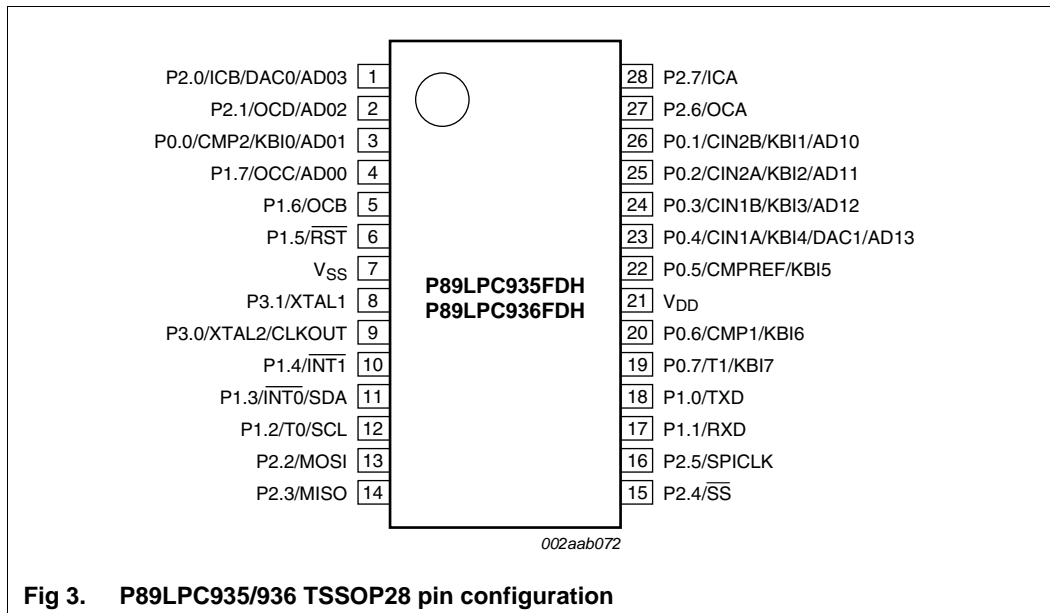 P2.0/ICB/DAC0/AD03 1
P2.1/OCD/AD02 2
P0.0/CMP2/KBI0/AD01 3
P1.7/OCC/AD00 4
P1.6/OCB 5
P1.5/R̅S̅T̅ 6
VSS 7
P3.1/XTAL1 8
P3.0/XTAL2/CLKOUT 9
P1.4/I̅N̅T̅1̅ 10
P1.3/I̅N̅T̅0̅/SDA 11
P1.2/T0/SCL 12
P2.2/MOSI 13
P2.3/MISO 14
P89LPC935FDH
P89LPC936FDH
28 P2.7/ICA
27 P2.6/OCA
26 P0.1/CIN2B/KBI1/AD10
25 P0.2/CIN2A/KBI2/AD11
24 P0.3/CIN1B/KBI3/AD12
23 P0.4/CIN1A/KBI4/DAC1/AD13
22 P0.5/CMPREF/KBI5
21 VDD
20 P0.6/CMP1/KBI6
19 P0.7/T1/KBI7
18 P1.0/TXD
17 P1.1/RXD
16 P2.5/SPICLK
15 P2.4/S̅S̅
002aab072
Fig 3. P89LPC935/936 TSSOP28 pin configuration